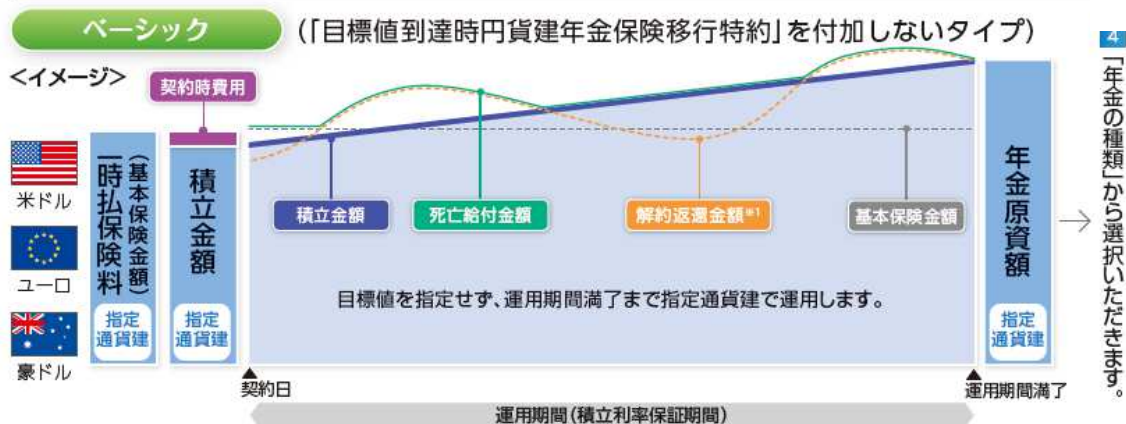 ベーシック
(「目標値到達時円貨建年金保険移行特約」を付加しないタイプ)
<イメージ>
契約時費用
米ドル
ユーロ
豪ドル
一時払保険料
(基本保険金額)
指定
通貨建
積立金額
指定
通貨建
積立金額
死亡給付金額
解約返還金額※1
基本保険金額
目標値を指定せず、運用期間満了まで指定通貨建で運用します。
年金原資額
指定
通貨建
→
4
「年金の種類」から選択いただきます。
▲
契約日
▲
運用期間満了
運用期間(積立利率保証期間)